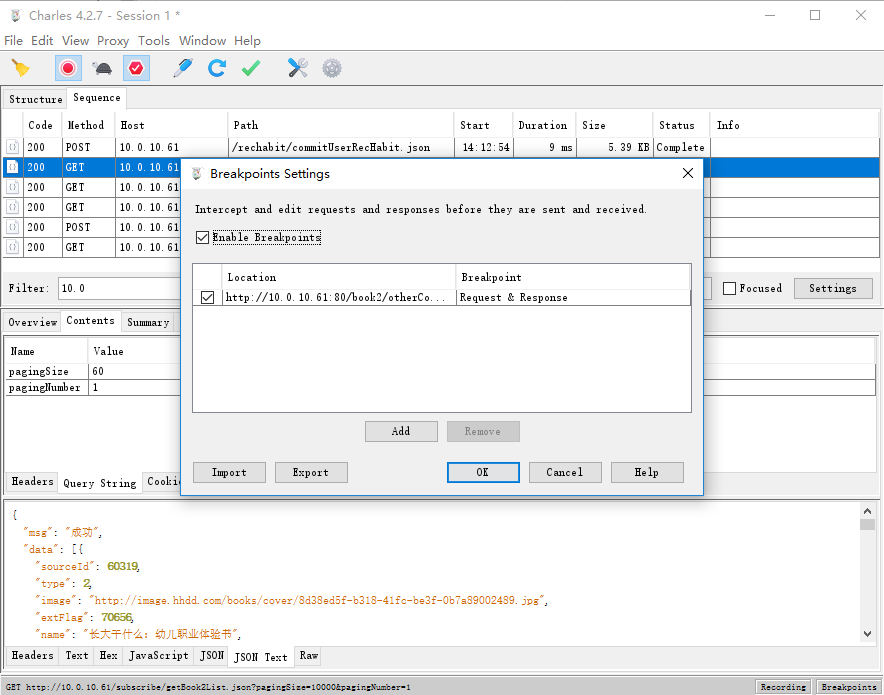 Charles 4.2.7 - Session 1 *
File Edit View Proxy Tools Window Help
Structure Sequence
Code Method Host Path Start Duration Size Status Info
200 POST 10.0.10.61 /rechabit/commitUserRecHabit.json 14:12:54 9 ms 5.39 KB Complete
200 GET 10.0.10.61
200 GET 10.0.10.61
200 GET 10.0.10.61
200 POST 10.0.10.61
200 GET 10.0.10.61
Filter: 10.0 Focused Settings
Breakpoints Settings
Intercept and edit requests and responses before they are sent and received.
Enable Breakpoints
Location Breakpoint
http://10.0.10.61:80/book2/otherCo... Request & Response
Add Remove
Import Export OK Cancel Help
Overview Contents Summary
Name Value
pagingSize 60
pagingNumber 1
Headers Query String Cooki
{
"msg": "成功",
"data": [{
"sourceId": 60319,
"type": 2,
"image": "http://image.hhdd.com/books/cover/8d38ed5f-b318-41fc-be3f-0b7a89002489.jpg",
"extFlag": 70656,
"name": "长大干什么：幼儿职业体验书",
Headers Text Hex JavaScript JSON JSON Text Raw
GET http://10.0.10.61/subscribe/getBook2List.json?pagingSize=10000&pagingNumber=1 Recording Breakpoints